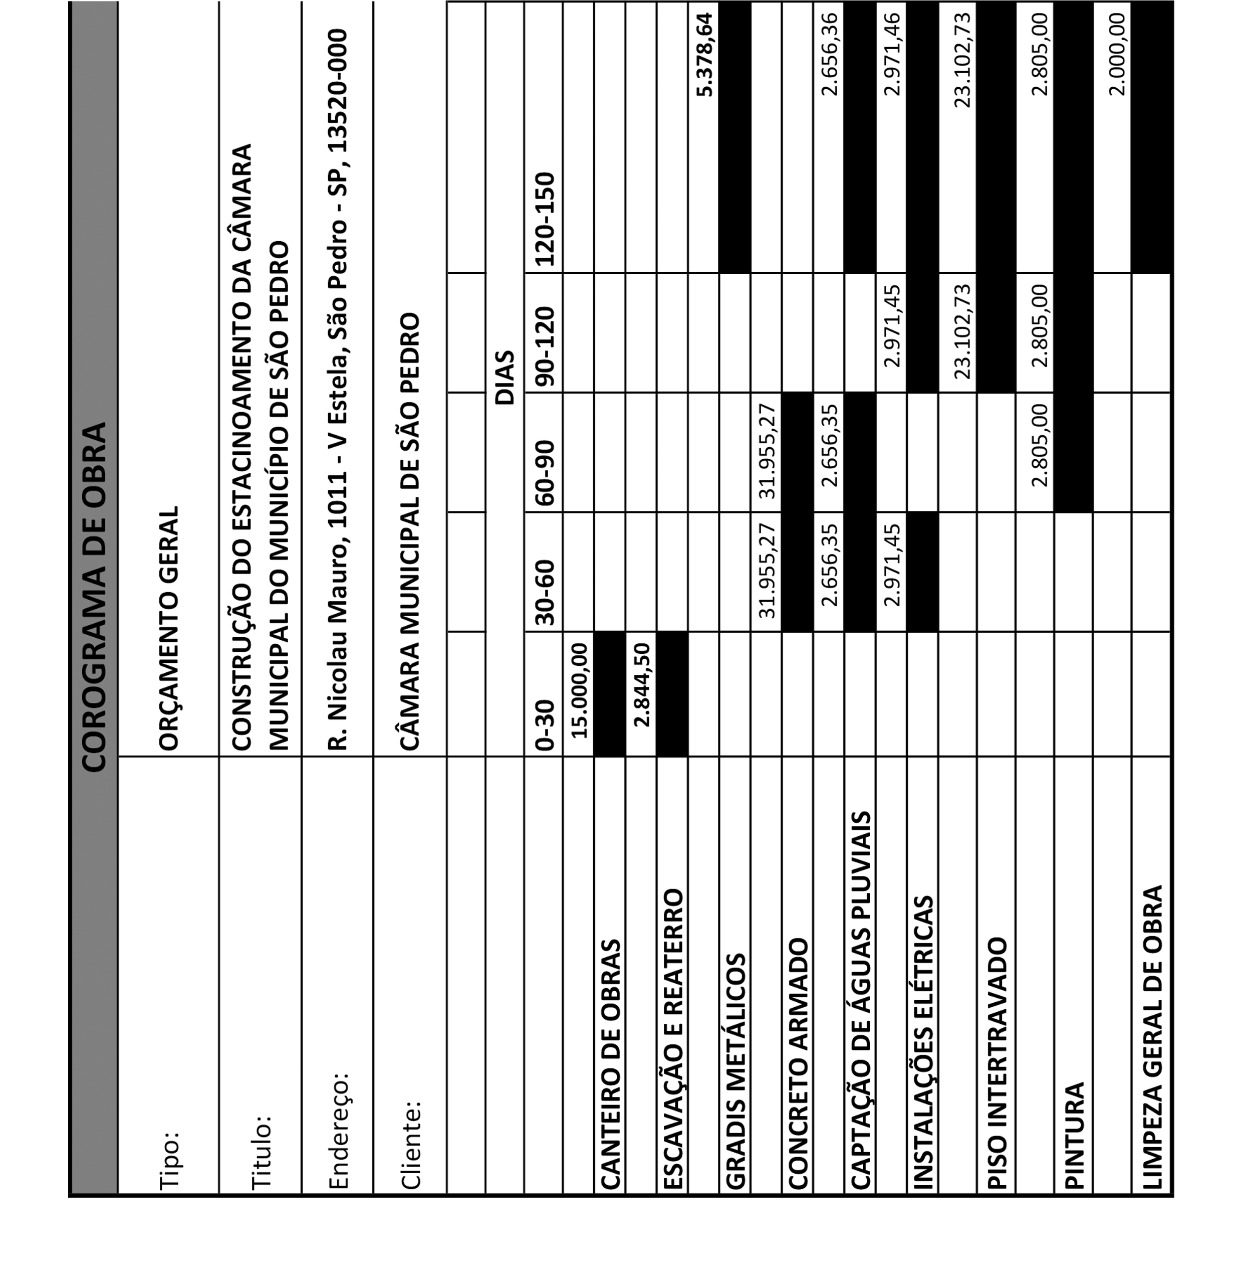 COROGRAMA DE OBRA
Tipo: ORÇAMENTO GERAL
Titulo: CONSTRUÇÃO DO ESTACINOAMENTO DA CÂMARA
MUNICIPAL DO MUNICÍPIO DE SÃO PEDRO
Endereço: R. Nicolau Mauro, 1011 - V Estela, São Pedro - SP, 13520-000
Cliente: CÂMARA MUNICIPAL DE SÃO PEDRO
DIAS
0-30 30-60 60-90 90-120 120-150
15.000,00
CANTEIRO DE OBRAS
2.844,50
ESCAVAÇÃO E REATERRO
5.378,64
GRADIS METÁLICOS
31.955,27 31.955,27
CONCRETO ARMADO
2.656,35 2.656,35 2.656,36
CAPTAÇÃO DE ÁGUAS PLUVIAIS
2.971,45 2.971,45 2.971,46
INSTALAÇÕES ELÉTRICAS
23.102,73 23.102,73
PISO INTERTRAVADO
2.805,00 2.805,00 2.805,00
PINTURA
2.000,00
LIMPEZA GERAL DE OBRA